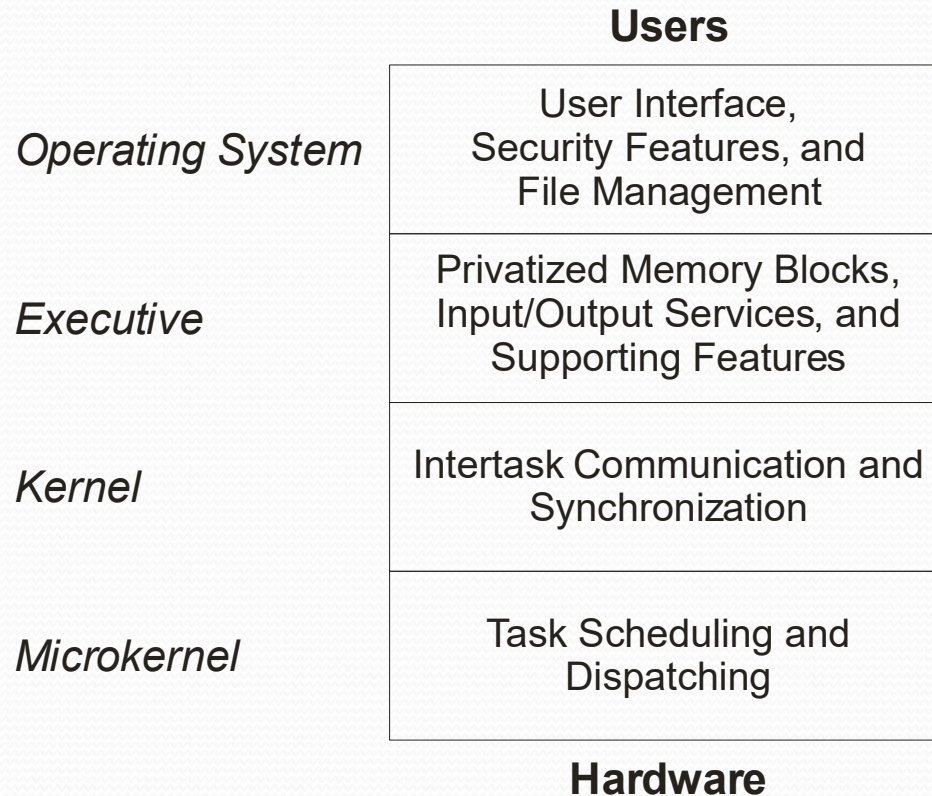 Users
Operating System
User Interface,
Security Features, and
File Management
Executive
Privatized Memory Blocks,
Input/Output Services, and
Supporting Features
Kernel
Intertask Communication and
Synchronization
Microkernel
Task Scheduling and
Dispatching
Hardware